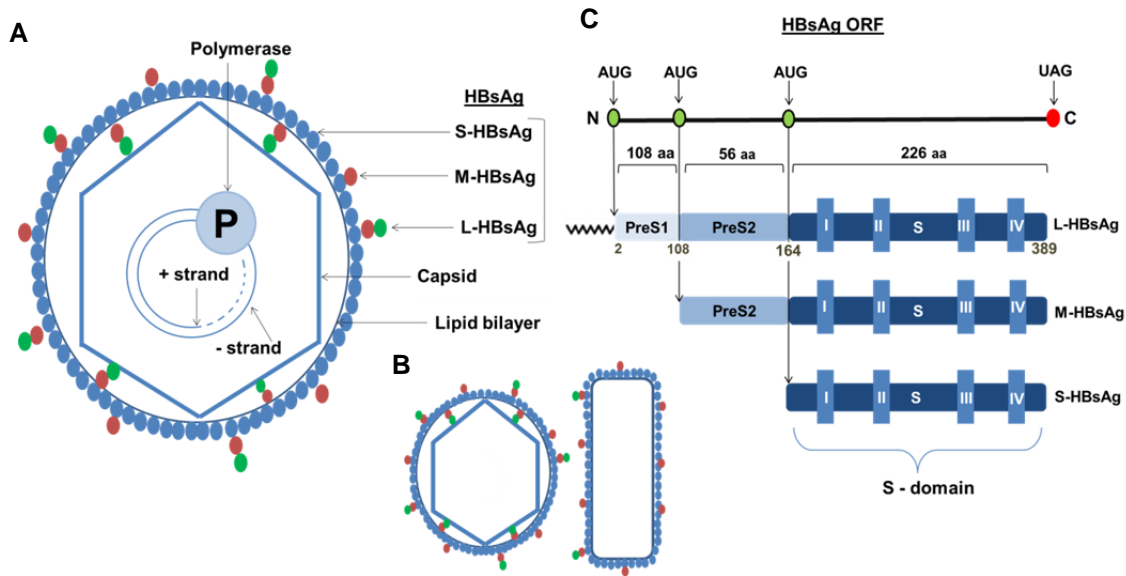 A
Polymerase
HBsAg
S-HBsAg
M-HBsAg
L-HBsAg
P
+ strand
Capsid
Lipid bilayer
- strand
B
C
HBsAg ORF
AUG AUG AUG UAG
N C
108 aa 56 aa 226 aa
PreS1 PreS2 I II S III IV L-HBsAg
2 108 164 389
PreS2 I II S III IV M-HBsAg
I II S III IV S-HBsAg
S - domain